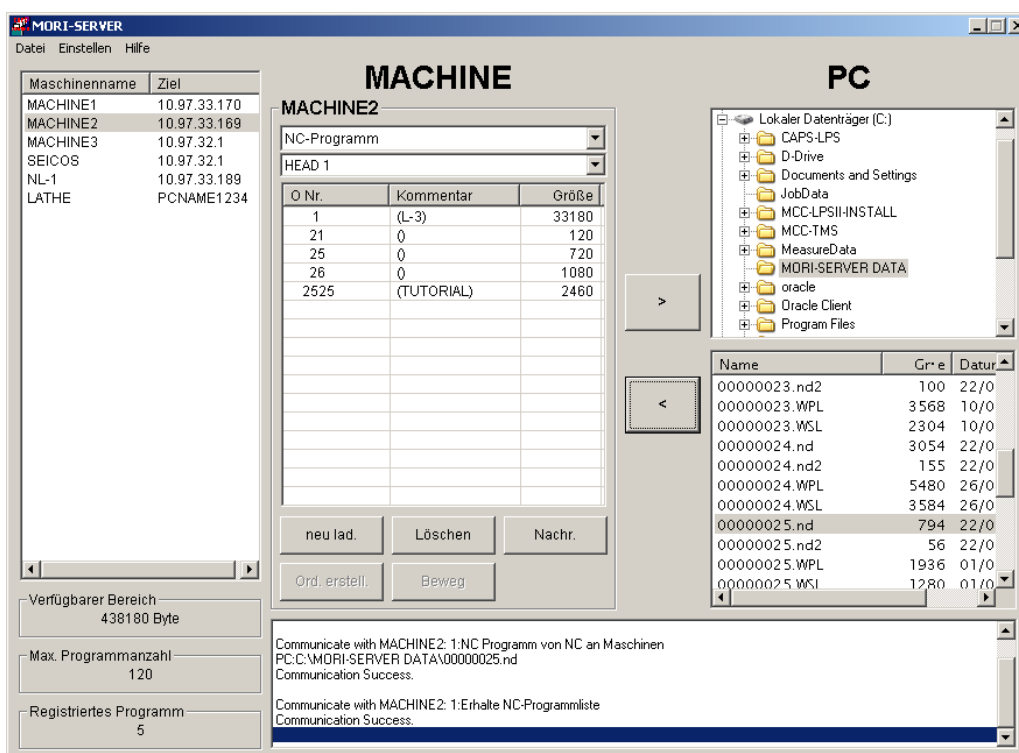 MORI-SERVER
Datei Einstellen Hilfe
MACHINE
PC
Maschinenname Ziel
MACHINE1 10.97.33.170
MACHINE2 10.97.33.169
MACHINE3 10.97.32.1
SEICOS 10.97.32.1
NL-1 10.97.33.189
LATHE PCNAME1234
Verfügbarer Bereich
438180 Byte
Max. Programmanzahl
120
Registriertes Programm
5
MACHINE2
NC-Programm
HEAD 1
O Nr. Kommentar Größe
1 (L-3) 33180
21 () 120
25 () 720
26 () 1080
2525 (TUTORIAL) 2460
neu lad. Löschen Nachr.
Ord. erstell. Beweg
>
<
Lokaler Datenträger (C:)
CAPS-LPS
D-Drive
Documents and Settings
JobData
MCC-LPSII-INSTALL
MCC-TMS
MeasureData
MORI-SERVER DATA
oracle
Oracle Client
Program Files
Name Gr·e Datur
00000023.nd2 100 22/0
00000023.WPL 3568 10/0
00000023.WSL 2304 10/0
00000024.nd 3054 22/0
00000024.nd2 155 22/0
00000024.WPL 5480 26/0
00000024.WSL 3584 26/0
00000025.nd 794 22/0
00000025.nd2 56 22/0
00000025.WPL 1936 01/0
00000025.WSL 1280 01/0
Communicate with MACHINE2: 1:NC Programm von NC an Maschinen
PC:C:\MORI-SERVER DATA\00000025.nd
Communication Success.
Communicate with MACHINE2: 1:Erhalte NC-Programmliste
Communication Success.